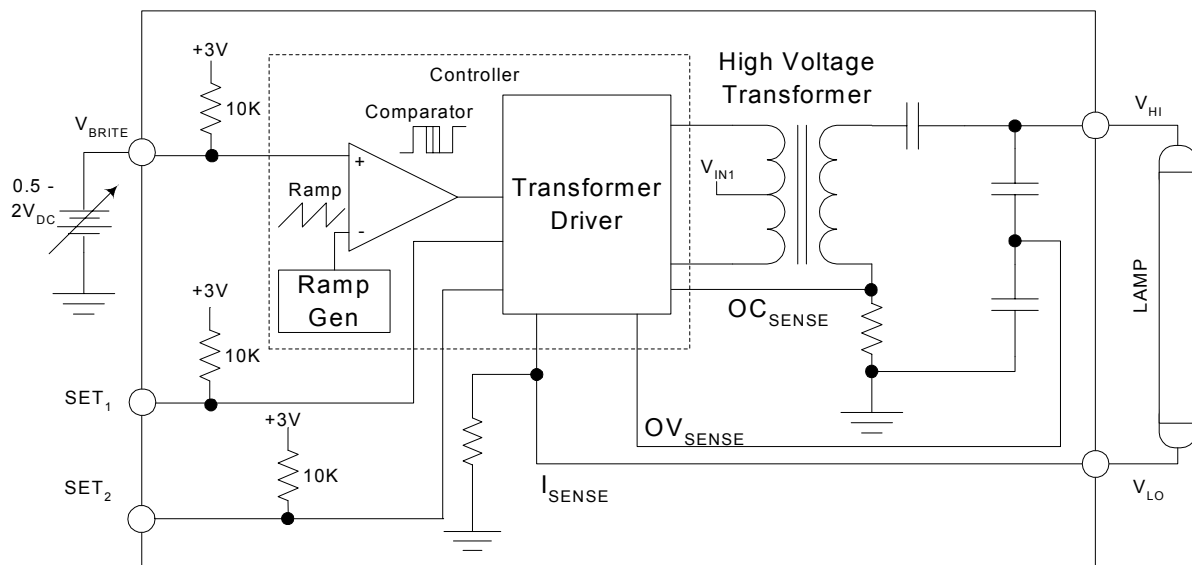 +3V
10K
V_BRITE
0.5 -
2V_DC
Controller
Comparator
+
-
Ramp
Ramp
Gen
Transformer
Driver
High Voltage
Transformer
V_IN1
V_HI
LAMP
OC_SENSE
+3V
10K
SET_1
+3V
10K
SET_2
OV_SENSE
I_SENSE
V_LO